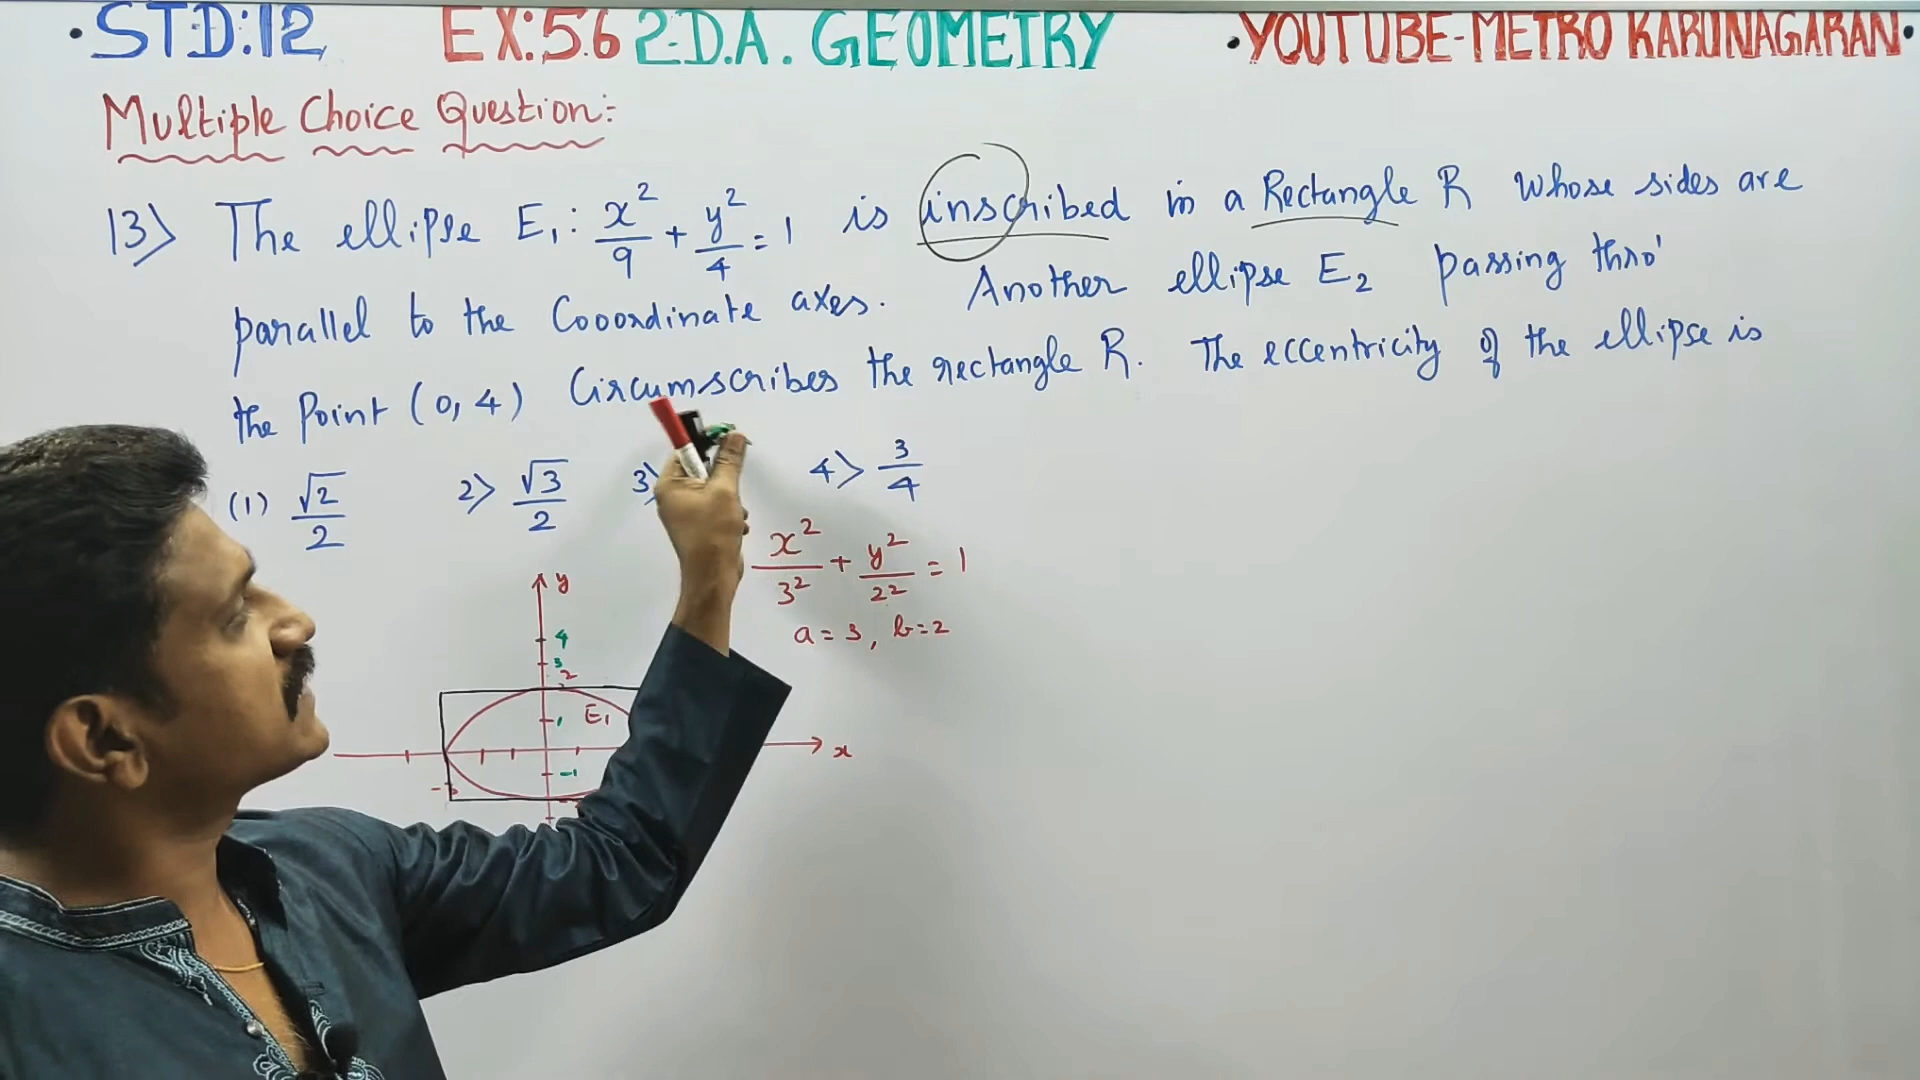 •STD:12 EX:5.6 2-D.A. GEOMETRY •YOUTUBE-METRO KARUNAGARAN•
Multiple Choice Question:-
13> The ellipse E₁: x²/9 + y²/4 = 1 is inscribed in a Rectangle R whose sides are
parallel to the Cooordinate axes. Another ellipse E₂ passing thro'
the Point (0, 4) Circumscribes the rectangle R. The eccentricity of the ellipse is
(1) √2/2 2> √3/2 3> 4> 3/4
x²/3² + y²/2² = 1
a = 3, b = 2
y
4
3
2
1 E₁
x
-3 -1